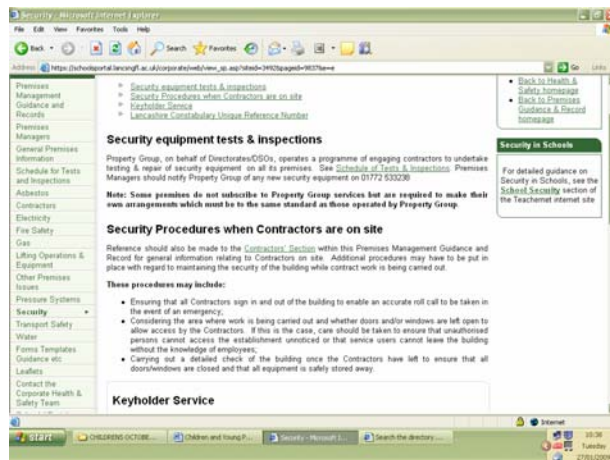 Security - Microsoft Internet Explorer
File Edit View Favorites Tools Help
Back Search Favorites
Address Go Links
Premises
Management
Guidance and
Records
Premises
Managers
General Premises
Information
Schedule for Tests
and Inspections
Asbestos
Contractors
Electricity
Fire Safety
Gas
Lifting Operations &
Equipment
Other Premises
Issues
Pressure Systems
Security
Transport Safety
Water
Forms Templates
Guidance etc
Leaflets
Contact the
Corporate Health &
Safety Team
Security equipment tests & inspections
Security Procedures when Contractors are on site
Keyholder Service
Lancashire Constabulary Unique Reference Number
Security equipment tests & inspections
Property Group, on behalf of Directorates/DSOs, operates a programme of engaging contractors to undertake
testing & repair of security equipment on all its premises. See Schedule of Tests & Inspections. Premises
Managers should notify Property Group of any new security equipment on 01772 533238
Note: Some premises do not subscribe to Property Group services but are required to make their
own arrangements which must be to the same standard as those operated by Property Group.
Security Procedures when Contractors are on site
Reference should also be made to the Contractors' Section within this Premises Management Guidance and
Record for general information relating to Contractors on site. Additional procedures may have to be put in
place with regard to maintaining the security of the building while contract work is being carried out.
These procedures may include:
Ensuring that all Contractors sign in and out of the building to enable an accurate roll call to be taken in
the event of an emergency;
Considering the area where work is being carried out and whether doors and/or windows are left open to
allow access by the Contractors. If this is the case, care should be taken to ensure that unauthorised
persons cannot access the establishment unnoticed or that service users cannot leave the building
without the knowledge of employees;
Carrying out a detailed check of the building once the Contractors have left to ensure that all
doors/windows are closed and that all equipment is safely stored away.
Keyholder Service
Back to Health &
Safety homepage
Back to Premises
Guidance & Record
homepage
Security in Schools
For detailed guidance on
Security in Schools, see the
School Security section of
the Teachernet internet site
Internet
start CHILDRENS OCTOBE... Children and Young P... Security - Microsoft I... Search the directory ...
10:38
Tuesday
27/01/2009